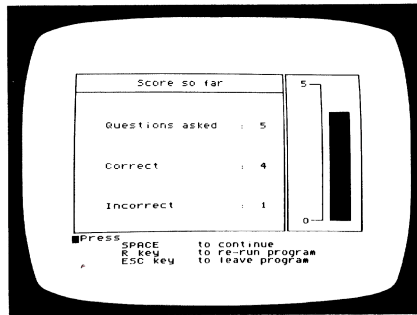 Score so far
5
Questions asked : 5
Correct : 4
Incorrect : 1
0
Press
SPACE to continue
R key to re-run program
ESC key to leave program